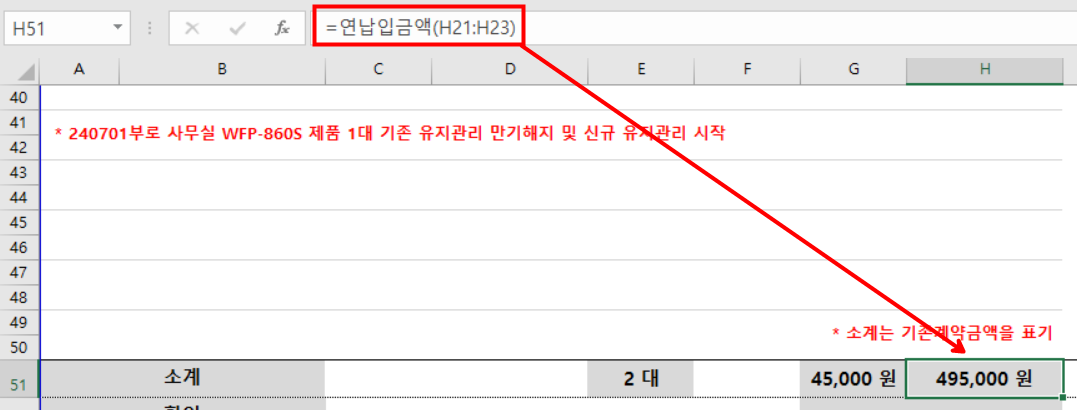 H51 fx =연납입금액(H21:H23)
A B C D E F G H
40
41
* 240701부로 사무실 WFP-860S 제품 1대 기존 유지관리 만기해지 및 신규 유지관리 시작
42
43
44
45
46
47
48
49
* 소계는 기존계약금액을 표기
50
51 소계 2 대 45,000 원 495,000 원